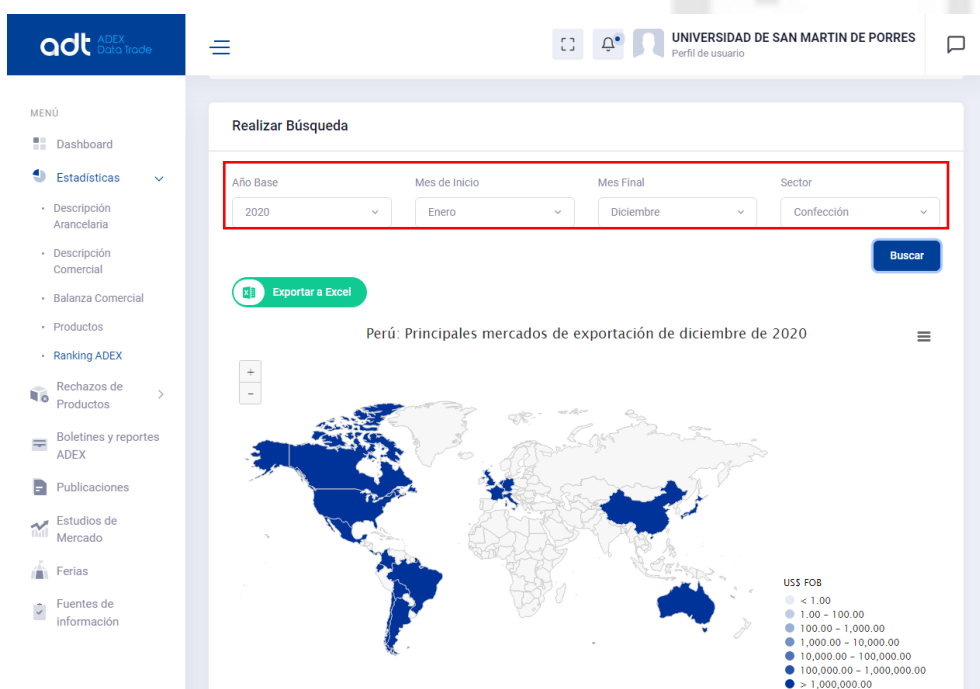 adt ADEX
Data Trade
UNIVERSIDAD DE SAN MARTIN DE PORRES
Perfil de usuario
MENÚ
Dashboard
Estadísticas
Descripción
Arancelaria
Descripción
Comercial
Balanza Comercial
Productos
Ranking ADEX
Rechazos de
Productos
Boletines y reportes
ADEX
Publicaciones
Estudios de
Mercado
Ferias
Fuentes de
información
Realizar Búsqueda
Año Base
Mes de Inicio
Mes Final
Sector
2020
Enero
Diciembre
Confección
Buscar
Exportar a Excel
Perú: Principales mercados de exportación de diciembre de 2020
+
-
US$ FOB
< 1.00
1.00 – 100.00
100.00 – 1,000.00
1,000.00 – 10,000.00
10,000.00 – 100,000.00
100,000.00 – 1,000,000.00
> 1,000,000.00